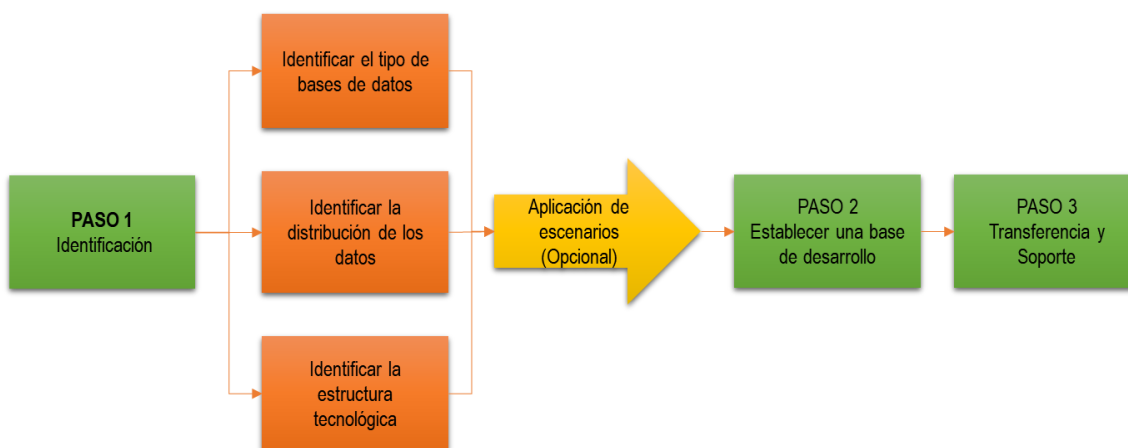 Identificar el tipo de
bases de datos
PASO 1
Identificación
Identificar la
distribución de los
datos
Identificar la
estructura
tecnológica
Aplicación de
escenarios
(Opcional)
PASO 2
Establecer una base
de desarrollo
PASO 3
Transferencia y
Soporte